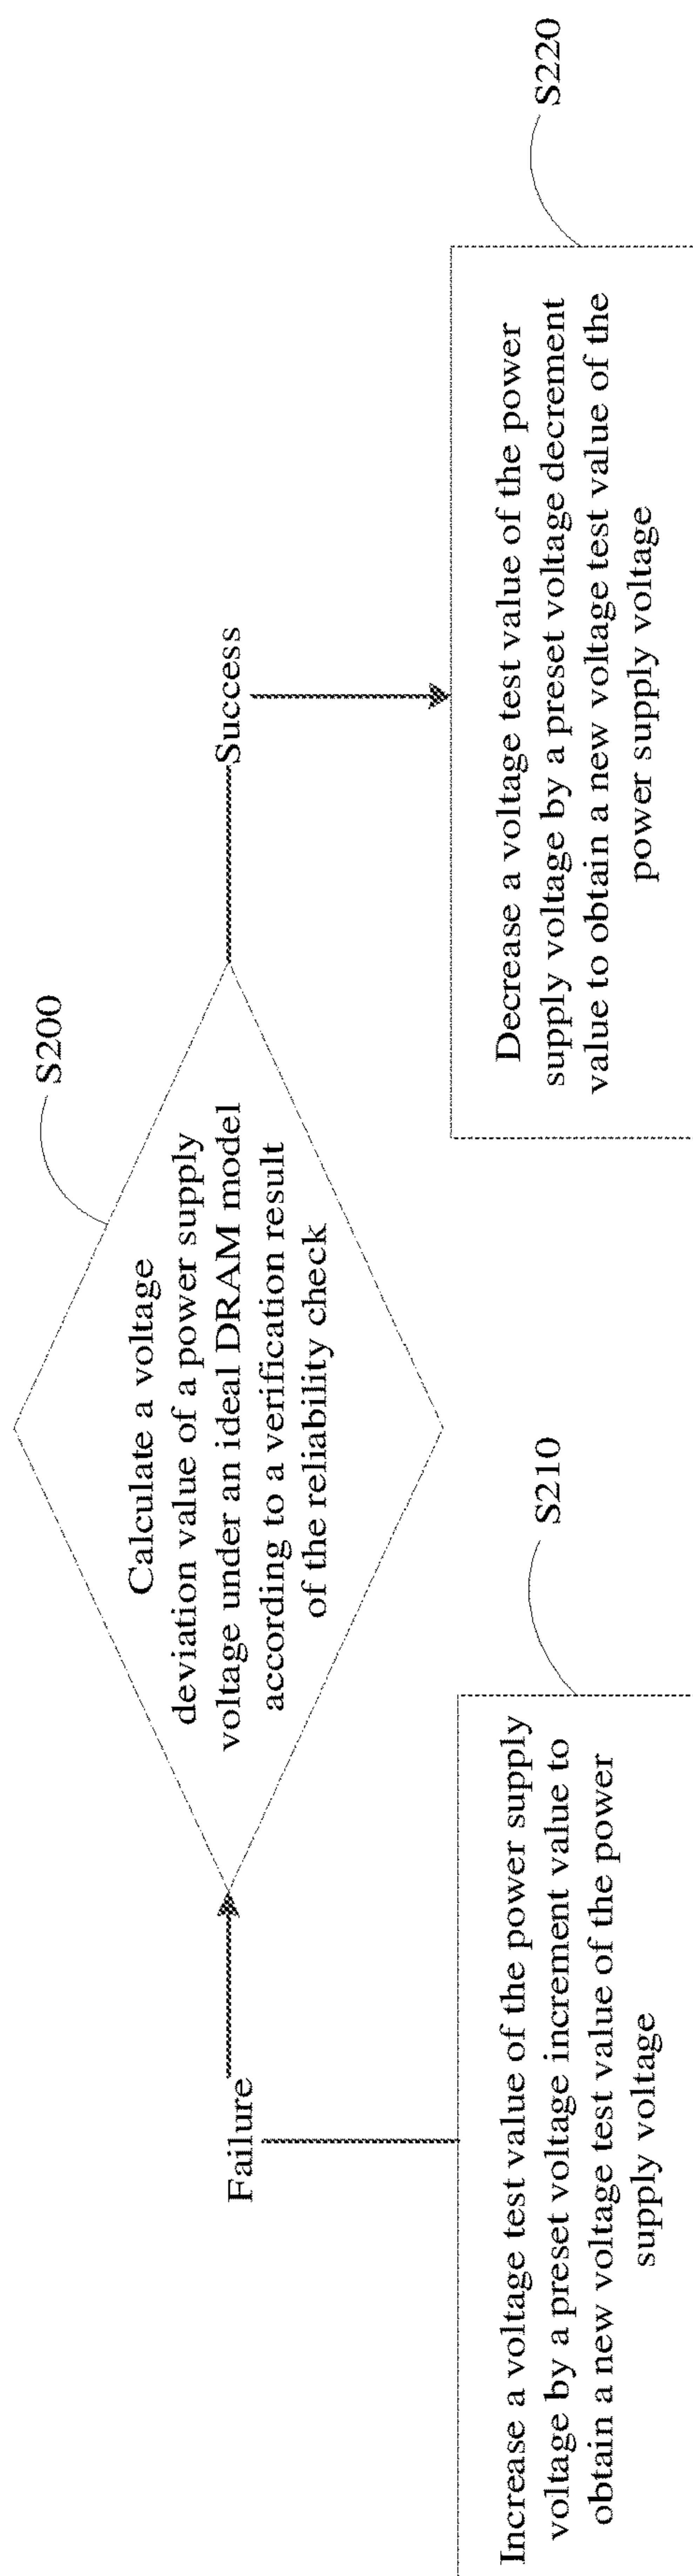 S200
Calculate a voltage
deviation value of a power supply
voltage under an ideal DRAM model
according to a verification result
of the reliability check
Failure
Success
S210
Increase a voltage test value of the power supply
voltage by a preset voltage increment value to
obtain a new voltage test value of the power
supply voltage
S220
Decrease a voltage test value of the power
supply voltage by a preset voltage decrement
value to obtain a new voltage test value of the
power supply voltage